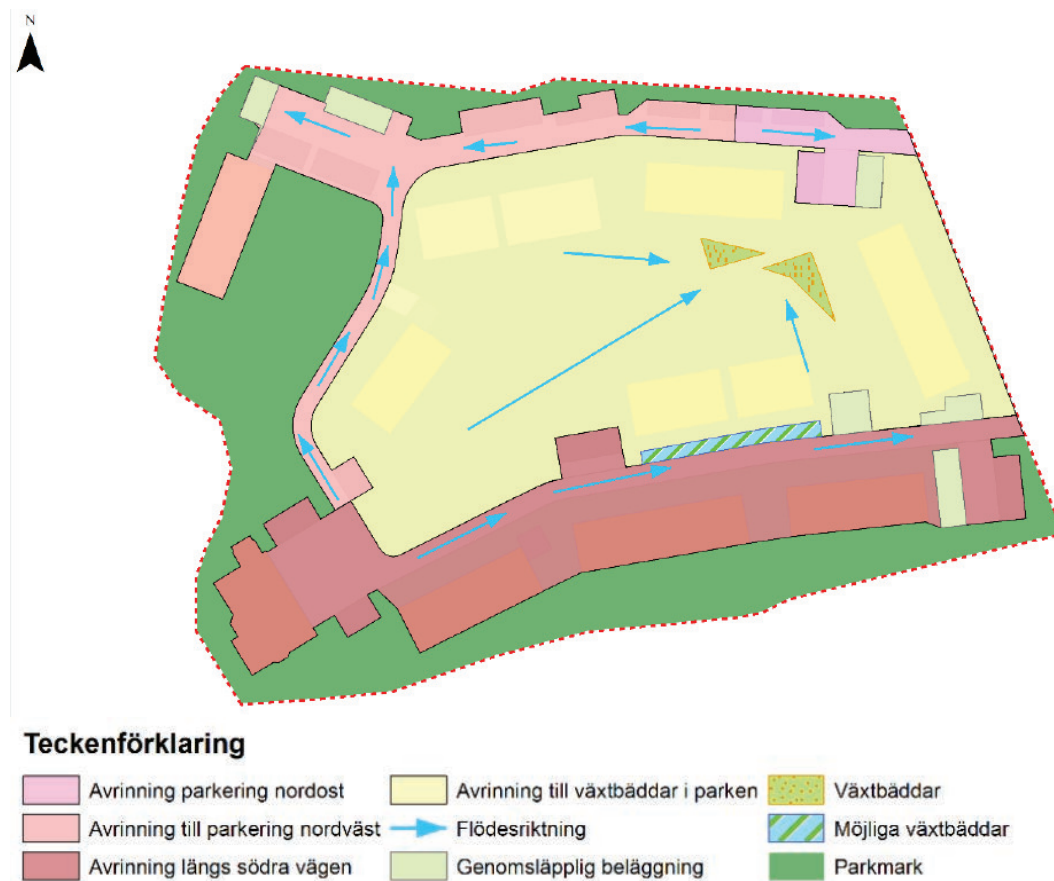 N
Teckenförklaring
Avrinning parkering nordost
Avrinning till växtbäddar i parken
Växtbäddar
Avrinning till parkering nordväst
Flödesriktning
Möjliga växtbäddar
Avrinning längs södra vägen
Genomsläpplig beläggning
Parkmark